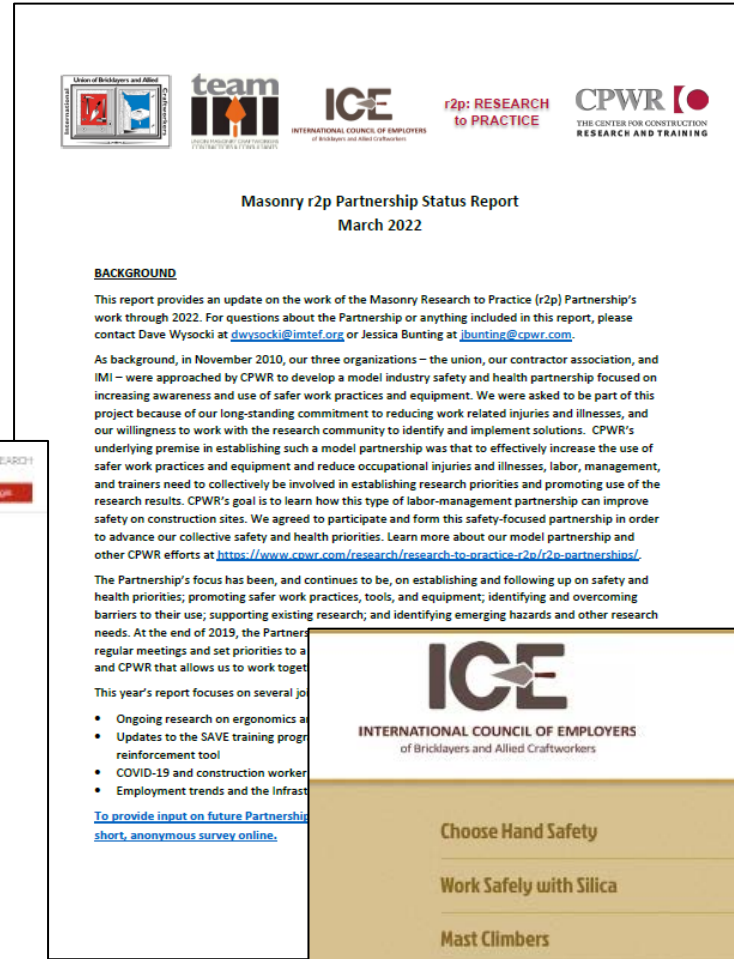 International
Union of Bricklayers and Allied
Craftworkers
team
IMI
UNION MASONRY CRAFTWORKERS
CONTRACTORS & CONSULTANTS
ICE
INTERNATIONAL COUNCIL OF EMPLOYERS
of Bricklayers and Allied Craftworkers
r2p: RESEARCH
to PRACTICE
CPWR
THE CENTER FOR CONSTRUCTION
RESEARCH AND TRAINING
Masonry r2p Partnership Status Report
March 2022
BACKGROUND
This report provides an update on the work of the Masonry Research to Practice (r2p) Partnership's
work through 2022. For questions about the Partnership or anything included in this report, please
contact Dave Wysocki at dwysocki@imtef.org or Jessica Bunting at jbunting@cpwr.com.
As background, in November 2010, our three organizations – the union, our contractor association, and
IMI – were approached by CPWR to develop a model industry safety and health partnership focused on
increasing awareness and use of safer work practices and equipment. We were asked to be part of this
project because of our long-standing commitment to reducing work related injuries and illnesses, and
our willingness to work with the research community to identify and implement solutions. CPWR's
underlying premise in establishing such a model partnership was that to effectively increase the use of
safer work practices and equipment and reduce occupational injuries and illnesses, labor, management,
and trainers need to collectively be involved in establishing research priorities and promoting use of the
research results. CPWR's goal is to learn how this type of labor-management partnership can improve
safety on construction sites. We agreed to participate and form this safety-focused partnership in order
to advance our collective safety and health priorities. Learn more about our model partnership and
other CPWR efforts at https://www.cpwr.com/research/research-to-practice-r2p/r2p-partnerships/.
The Partnership's focus has been, and continues to be, on establishing and following up on safety and
health priorities; promoting safer work practices, tools, and equipment; identifying and overcoming
barriers to their use; supporting existing research; and identifying emerging hazards and other research
needs. At the end of 2019, the Partners
regular meetings and set priorities to a
and CPWR that allows us to work toget
This year's report focuses on several joi
• Ongoing research on ergonomics a
• Updates to the SAVE training progr
reinforcement tool
• COVID-19 and construction worker
• Employment trends and the Infrast
To provide input on future Partnership
short, anonymous survey online.
ICE
INTERNATIONAL COUNCIL OF EMPLOYERS
of Bricklayers and Allied Craftworkers
Choose Hand Safety
Work Safely with Silica
Mast Climbers